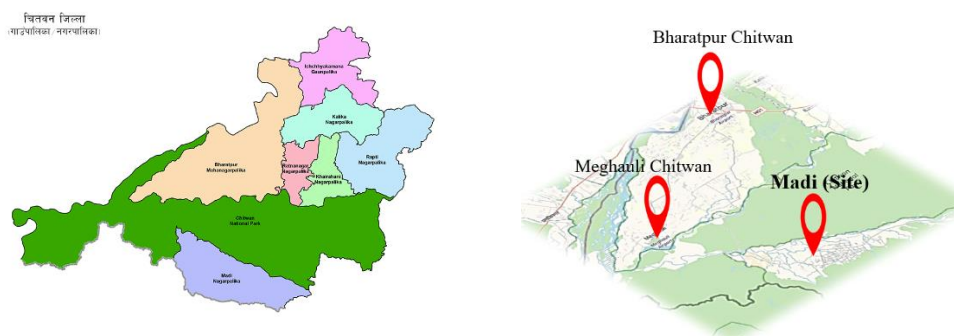 चितवन जिल्ला
(गाउंपालिका/नगरपालिका)
Ichchhyakamana
Gaunpalika
Kalika
Nagarpalika
Bharatpur
Mahanagarpalika
Ratnanagar
Nagarpalika
Khairahani
Nagarpalika
Rapti
Nagarpalika
Chitwan
National Park
Madi
Nagarpalika
Bharatpur Chitwan
Meghauli Chitwan
Madi (Site)